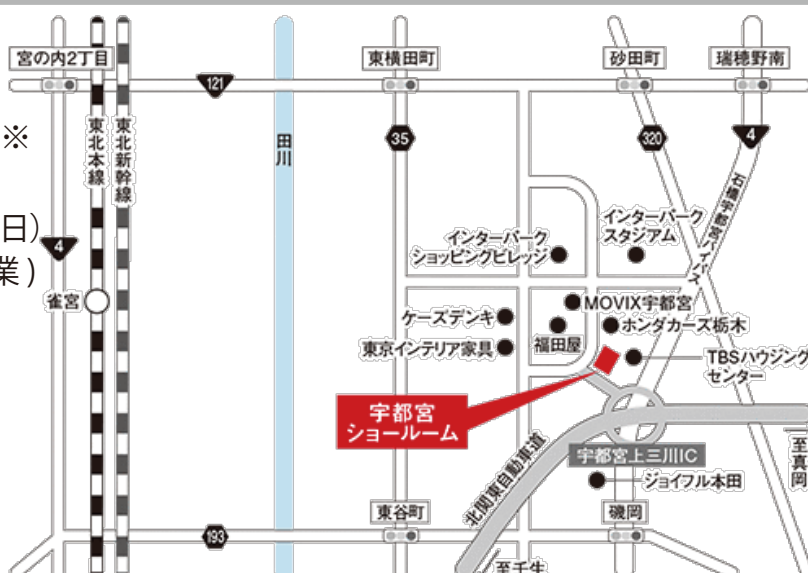 宮の内2丁目
東横田町
砂田町
瑞穂野南
121
※
東北本線
東北新幹線
田川
35
320
4
日)
業)
4
石橋宇都宮バイパス
インターパーク
スタジアム
インターパーク
ショッピングビレッジ
雀宮
MOVIX宇都宮
ケーズデンキ
福田屋
ホンダカーズ栃木
東京インテリア家具
TBSハウジング
センター
宇都宮
ショールーム
北関東自動車道
宇都宮上三川IC
至真岡
ジョイフル本田
東谷町
磯岡
193
至壬生